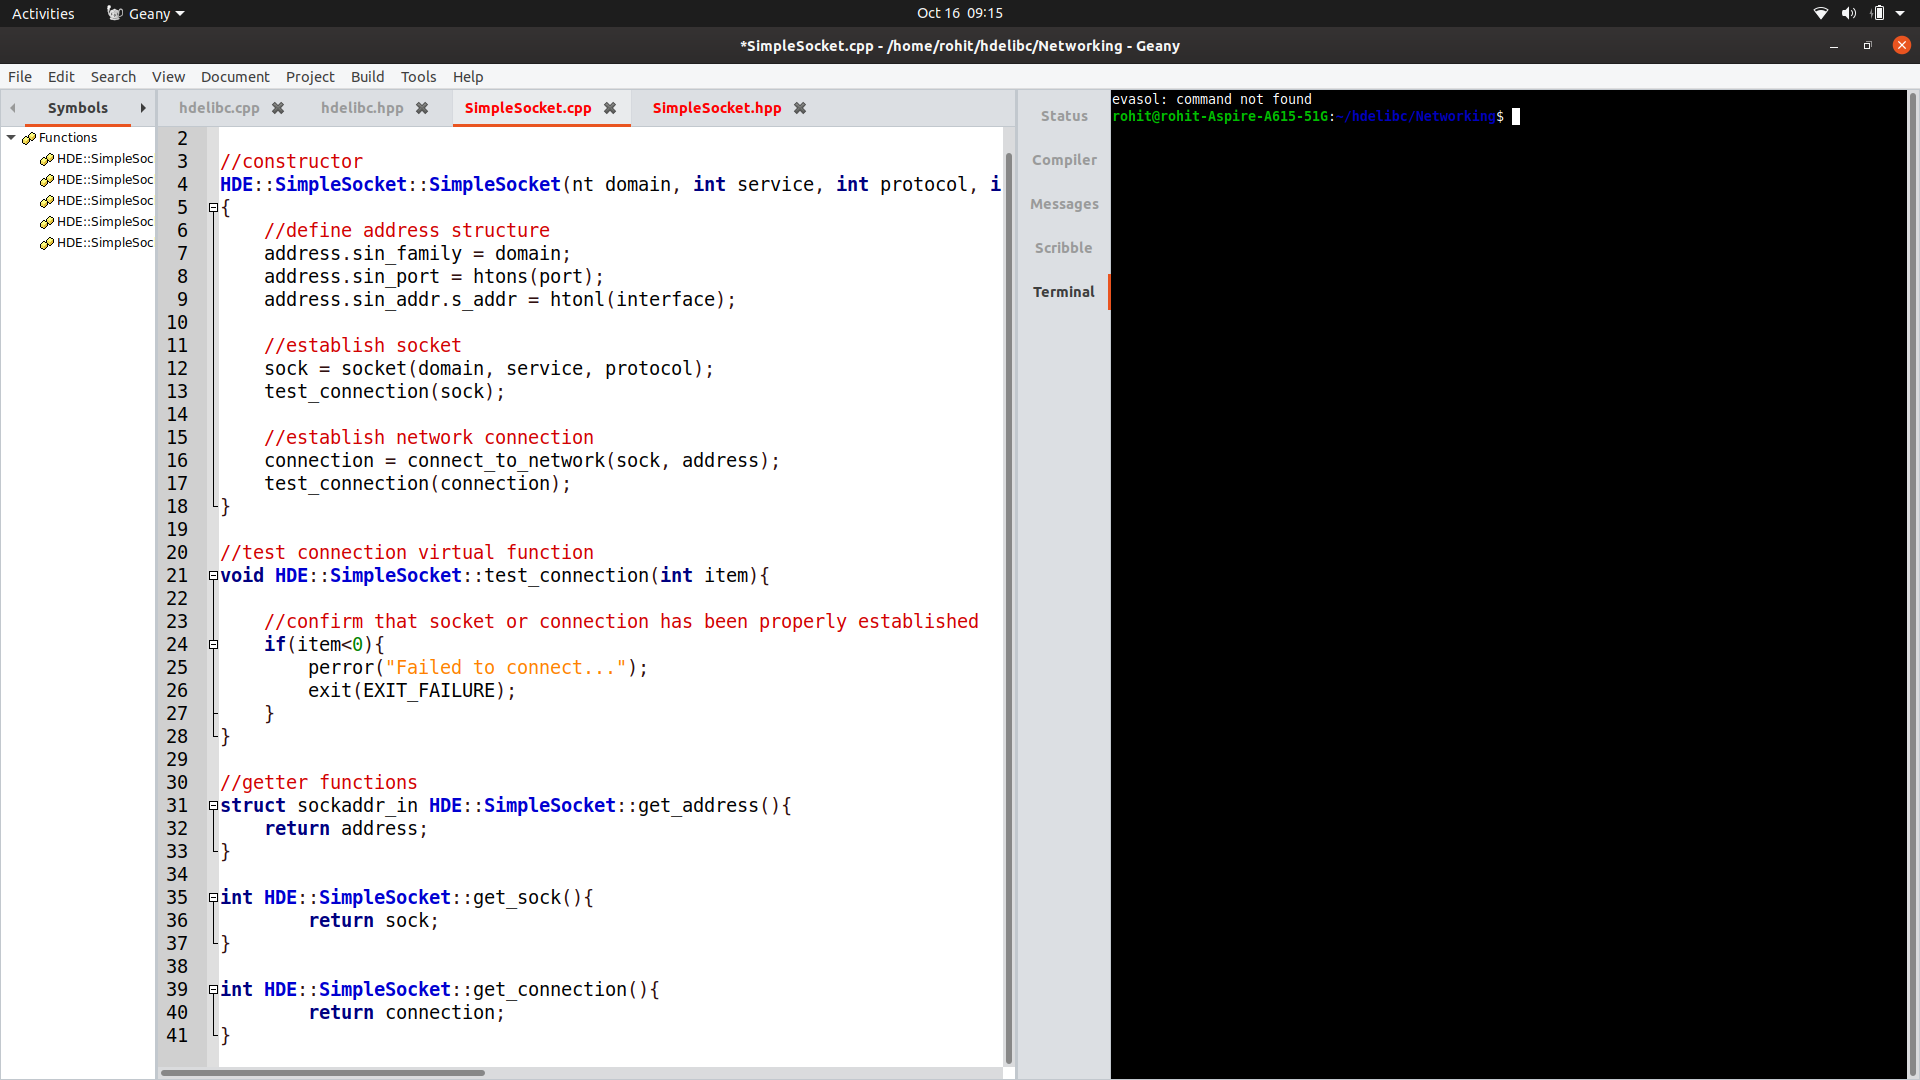 Activities
Geany
Oct 16 09:15
*SimpleSocket.cpp - /home/rohit/hdelibc/Networking - Geany
File Edit Search View Document Project Build Tools Help
Symbols
Functions
HDE::SimpleSoc
HDE::SimpleSoc
HDE::SimpleSoc
HDE::SimpleSoc
HDE::SimpleSoc
hdelibc.cpp
hdelibc.hpp
SimpleSocket.cpp
SimpleSocket.hpp
2
3 //constructor
4 HDE::SimpleSocket::SimpleSocket(nt domain, int service, int protocol, i
5 {
6     //define address structure
7     address.sin_family = domain;
8     address.sin_port = htons(port);
9     address.sin_addr.s_addr = htonl(interface);
10
11     //establish socket
12     sock = socket(domain, service, protocol);
13     test_connection(sock);
14
15     //establish network connection
16     connection = connect_to_network(sock, address);
17     test_connection(connection);
18 }
19
20 //test connection virtual function
21 void HDE::SimpleSocket::test_connection(int item){
22
23     //confirm that socket or connection has been properly established
24     if(item<0){
25         perror("Failed to connect...");
26         exit(EXIT_FAILURE);
27     }
28 }
29
30 //getter functions
31 struct sockaddr_in HDE::SimpleSocket::get_address(){
32     return address;
33 }
34
35 int HDE::SimpleSocket::get_sock(){
36         return sock;
37 }
38
39 int HDE::SimpleSocket::get_connection(){
40         return connection;
41 }
Status
Compiler
Messages
Scribble
Terminal
evasol: command not found
rohit@rohit-Aspire-A615-51G:~/hdelibc/Networking$